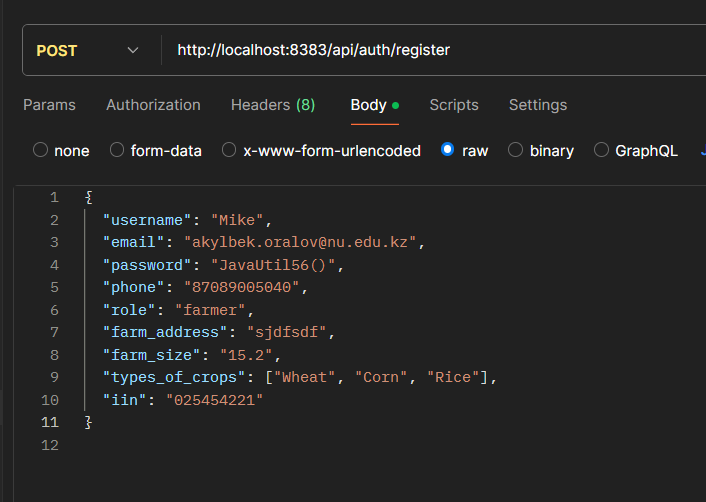 POST http://localhost:8383/api/auth/register
Params Authorization Headers (8) Body Scripts Settings
none form-data x-www-form-urlencoded raw binary GraphQL
1 {
2 "username": "Mike",
3 "email": "akylbek.oralov@nu.edu.kz",
4 "password": "JavaUtil56()",
5 "phone": "87089005040",
6 "role": "farmer",
7 "farm_address": "sjdfsdf",
8 "farm_size": "15.2",
9 "types_of_crops": ["Wheat", "Corn", "Rice"],
10 "iin": "025454221"
11 }
12